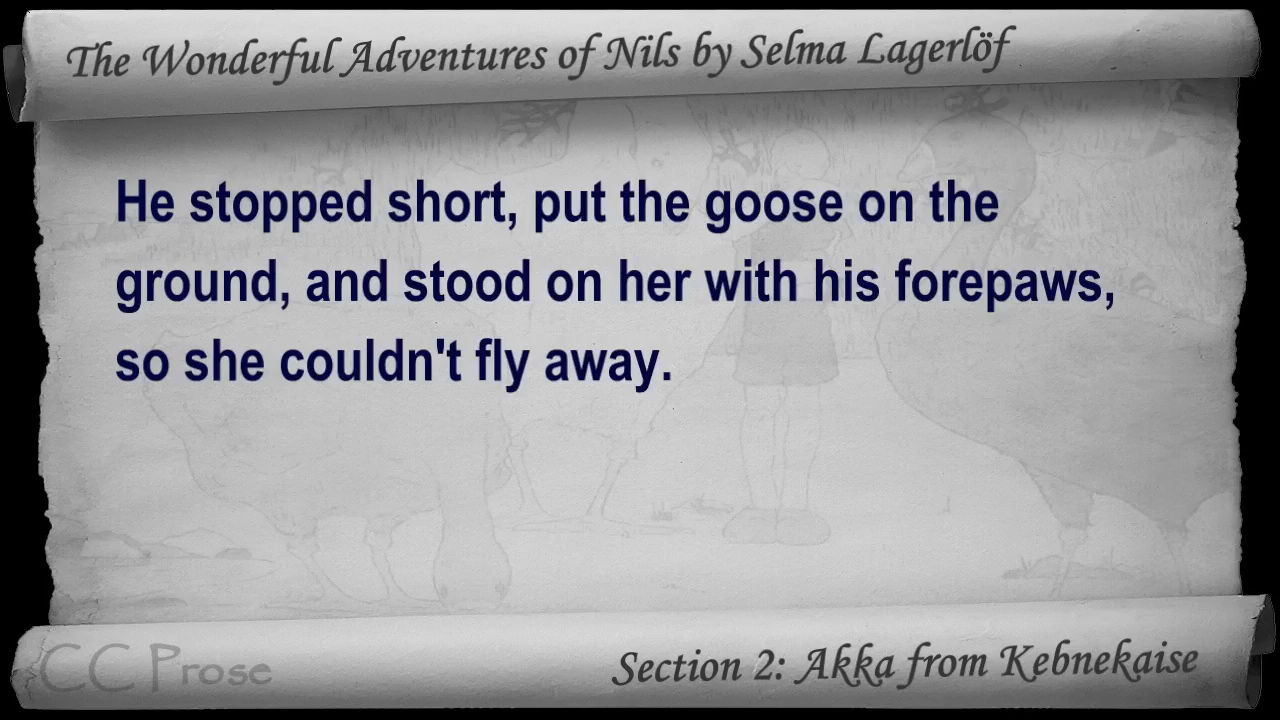 The Wonderful Adventures of Nils by Selma Lagerlöf
He stopped short, put the goose on the
ground, and stood on her with his forepaws,
so she couldn't fly away.
CC Prose
Section 2: Akka from Kebnekaise